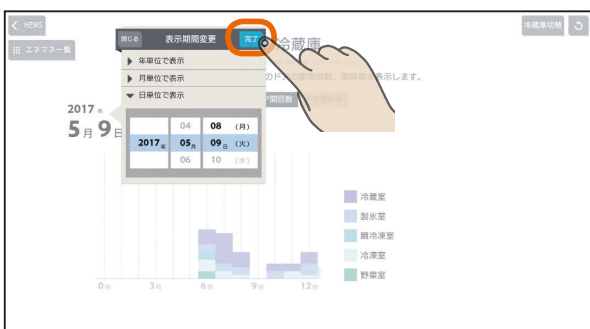 HEMS
エネマネ一覧
冷蔵庫切替
閉じる 表示期間変更 完了
冷蔵庫
年単位で表示
月単位で表示
日単位で表示
のドア開閉回数、開時間を表示します。
ア開回数
2017年
5月9日
04 08 (月)
2017年 05月 09日 (火)
06 10 (水)
冷蔵室
製氷室
瞬冷凍室
冷凍室
野菜室
0時 3時 6時 9時 12時